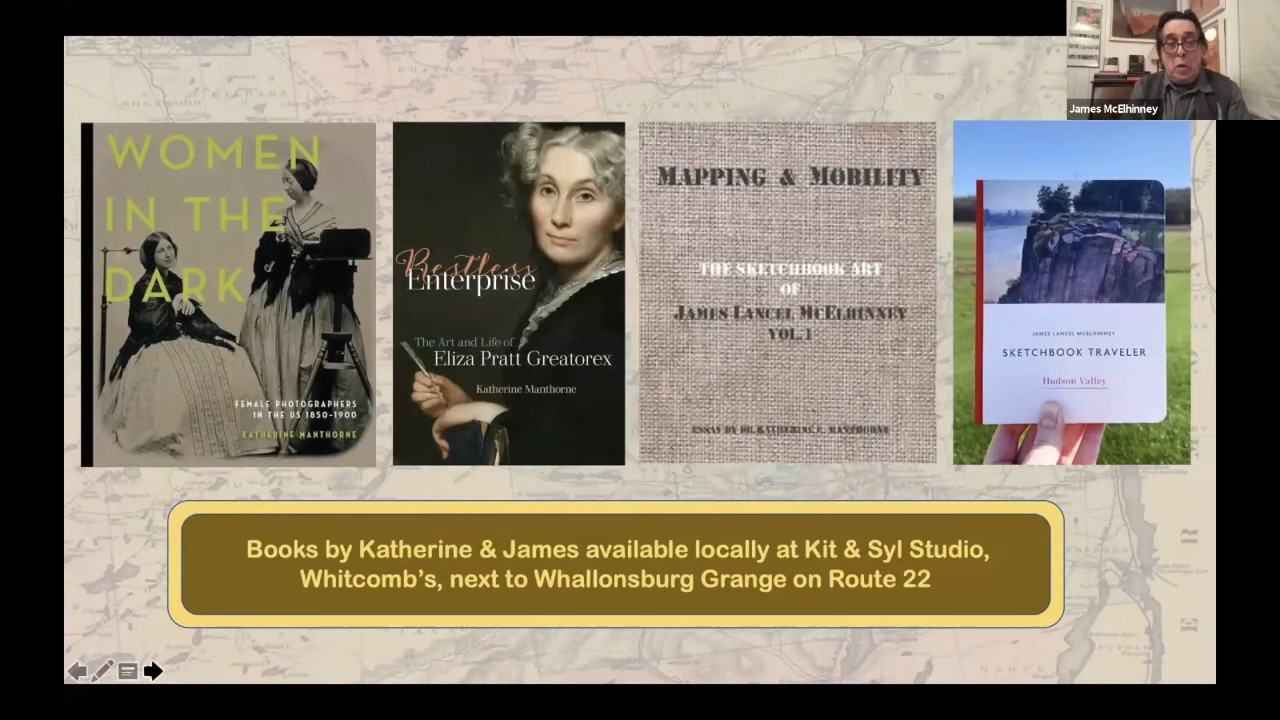 James McElhinney
WOMEN
IN THE
DARK
FEMALE PHOTOGRAPHERS
IN THE US 1850–1900
KATHERINE MANTHORNE
Restless
Enterprise
The Art and Life of
Eliza Pratt Greatorex
Katherine Manthorne
MAPPING & MOBILITY
THE SKETCHBOOK ART
OF
JAMES LANCEL MCELHINNEY
VOL.1
ESSAY BY DR. KATHERINE E. MANTHORNE
JAMES LANCEL MCELHINNEY
SKETCHBOOK TRAVELER
Hudson Valley
Books by Katherine & James available locally at Kit & Syl Studio,
Whitcomb's, next to Whallonsburg Grange on Route 22